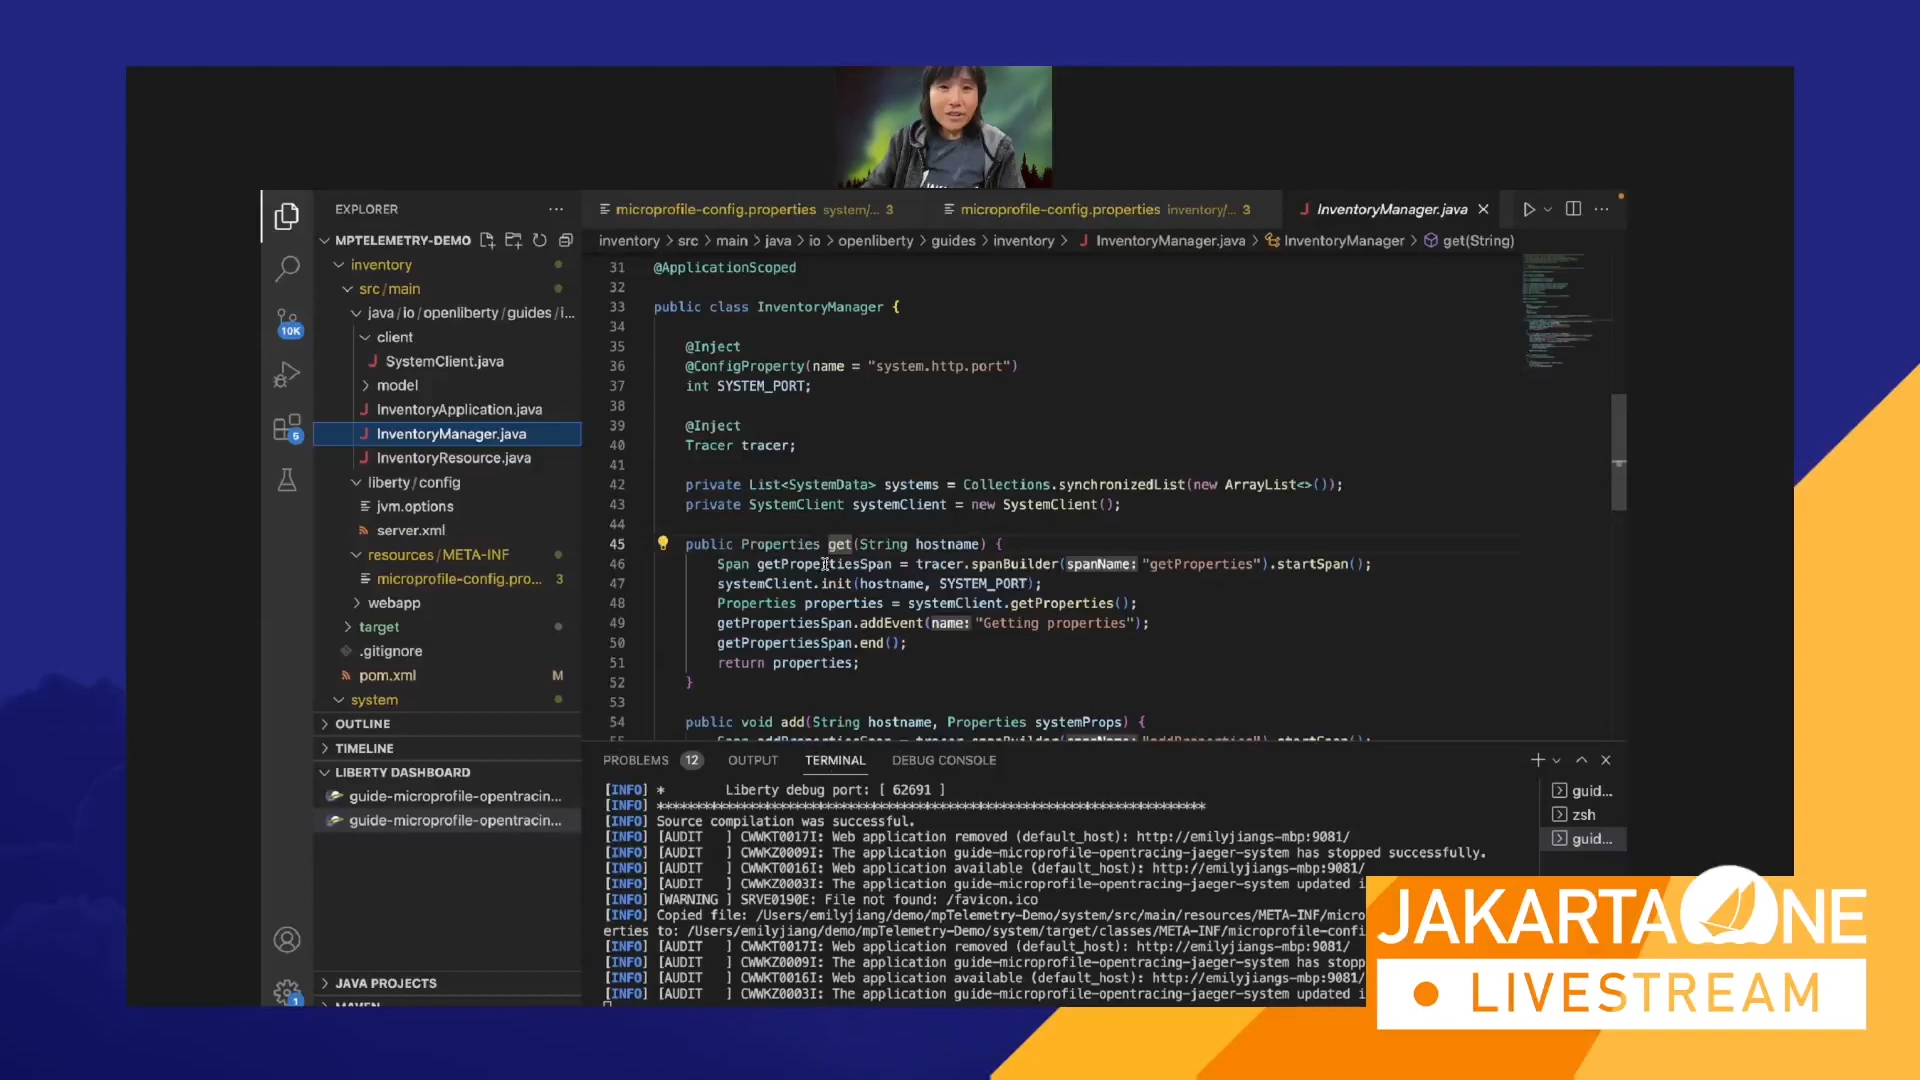 EXPLORER
MPTELEMETRY-DEMO
inventory
src/main
java/io/openliberty/guides/i...
client
SystemClient.java
model
InventoryApplication.java
InventoryManager.java
InventoryResource.java
liberty/config
jvm.options
server.xml
resources/META-INF
microprofile-config.pro... 3
webapp
target
.gitignore
pom.xml M
system
OUTLINE
TIMELINE
LIBERTY DASHBOARD
guide-microprofile-opentracin...
guide-microprofile-opentracin...
JAVA PROJECTS
MAVEN
10K
5
1
microprofile-config.properties system/... 3
microprofile-config.properties inventory/... 3
InventoryManager.java
inventory > src > main > java > io > openliberty > guides > inventory > InventoryManager.java > InventoryManager > get(String)
31 @ApplicationScoped
32
33 public class InventoryManager {
34
35 @Inject
36 @ConfigProperty(name = "system.http.port")
37 int SYSTEM_PORT;
38
39 @Inject
40 Tracer tracer;
41
42 private List<SystemData> systems = Collections.synchronizedList(new ArrayList<>());
43 private SystemClient systemClient = new SystemClient();
44
45 public Properties get(String hostname) {
46 Span getPropertiesSpan = tracer.spanBuilder(spanName: "getProperties").startSpan();
47 systemClient.init(hostname, SYSTEM_PORT);
48 Properties properties = systemClient.getProperties();
49 getPropertiesSpan.addEvent(name: "Getting properties");
50 getPropertiesSpan.end();
51 return properties;
52 }
53
54 public void add(String hostname, Properties systemProps) {
55 Span addPropertiesSpan = tracer.spanBuilder(spanName: "addProperties").startSpan();
PROBLEMS 12 OUTPUT TERMINAL DEBUG CONSOLE
[INFO] * Liberty debug port: [ 62691 ]
[INFO] ************************************************************************
[INFO] Source compilation was successful.
[INFO] [AUDIT ] CWWKT0017I: Web application removed (default_host): http://emilyjiangs-mbp:9081/
[INFO] [AUDIT ] CWWKZ0009I: The application guide-microprofile-opentracing-jaeger-system has stopped successfully.
[INFO] [AUDIT ] CWWKT0016I: Web application available (default_host): http://emilyjiangs-mbp:9081/
[INFO] [AUDIT ] CWWKZ0003I: The application guide-microprofile-opentracing-jaeger-system updated i
[INFO] [WARNING ] SRVE0190E: File not found: /favicon.ico
[INFO] Copied file: /Users/emilyjiang/demo/mpTelemetry-Demo/system/src/main/resources/META-INF/micro
erties to: /Users/emilyjiang/demo/mpTelemetry-Demo/system/target/classes/META-INF/microprofile-confi
[INFO] [AUDIT ] CWWKT0017I: Web application removed (default_host): http://emilyjiangs-mbp:9081/
[INFO] [AUDIT ] CWWKZ0009I: The application guide-microprofile-opentracing-jaeger-system has stopp
[INFO] [AUDIT ] CWWKT0016I: Web application available (default_host): http://emilyjiangs-mbp:9081/
[INFO] [AUDIT ] CWWKZ0003I: The application guide-microprofile-opentracing-jaeger-system updated i
guid...
zsh
guid...
JAKARTAONE
LIVESTREAM